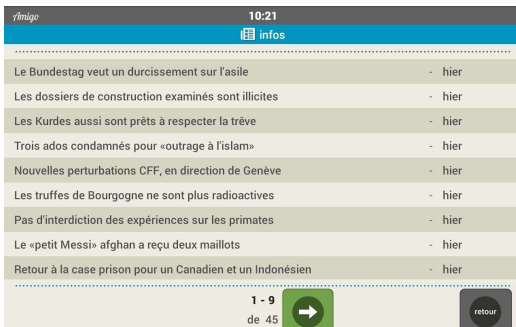 Amigo 10:21
infos
Le Bundestag veut un durcissement sur l'asile - hier
Les dossiers de construction examinés sont illicites - hier
Les Kurdes aussi sont prêts à respecter la trêve - hier
Trois ados condamnés pour «outrage à l'islam» - hier
Nouvelles perturbations CFF, en direction de Genève - hier
Les truffes de Bourgogne ne sont plus radioactives - hier
Pas d'interdiction des expériences sur les primates - hier
Le «petit Messi» afghan a reçu deux maillots - hier
Retour à la case prison pour un Canadien et un Indonésien - hier
1 - 9
de 45
retour